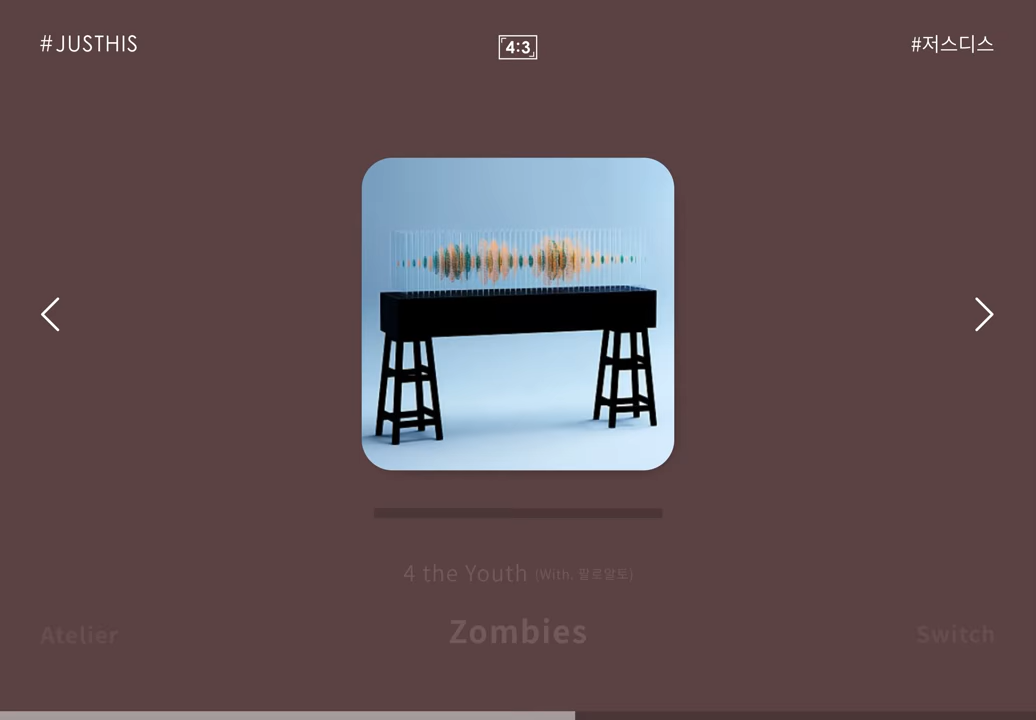 #JUSTHIS
4:3
#저스디스
4 the Youth (With. 팔로알토)
Zombies
Atelier
Switch